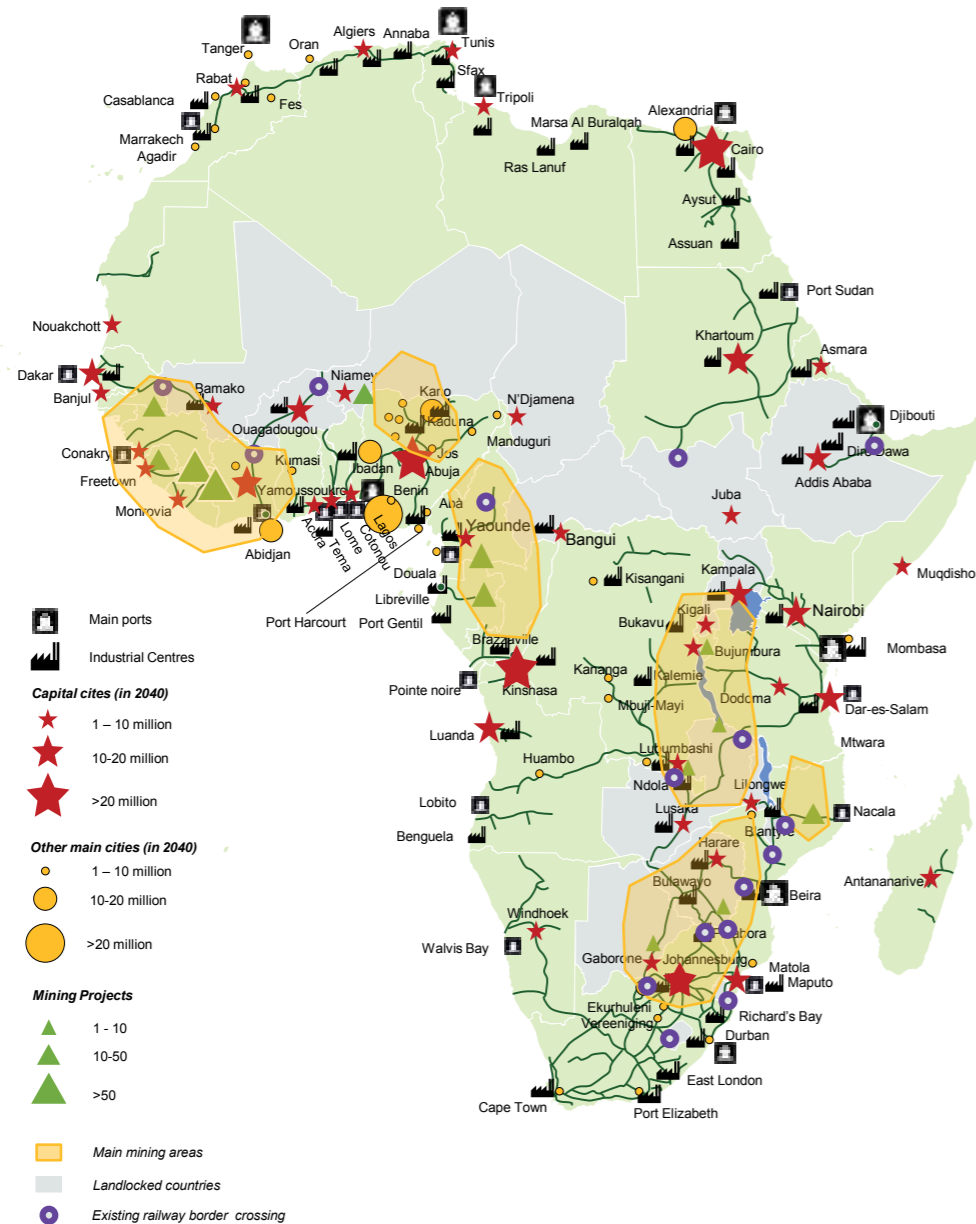 Algiers
Annaba
Tunis
Tanger
Oran
Sfax
Rabat
Casablanca
Fes
Tripoli
Alexandria
Marsa Al Buralqah
Marrakech
Agadir
Ras Lanuf
Cairo
Aysut
Assuan
Port Sudan
Nouakchott
Khartoum
Asmara
Dakar
Banjul
Bamako
Niamey
Kano
N'Djamena
Djibouti
Ouagadougou
Kaduna
Manduguri
Dire Dawa
Conakry
Kumasi
Ibadan
Jos
Abuja
Addis Ababa
Freetown
Yamoussoukro
Benin
Juba
Monrovia
Accra
Tema
Lome
Cotonou
Lagos
Yaounde
Bangui
Abidjan
Douala
Kisangani
Kampala
Muqdisho
Libreville
Port Harcourt
Port Gentil
Bukavu
Kigali
Nairobi
Brazzaville
Bujumbura
Mombasa
Pointe noire
Kinshasa
Kananga
Kalemie
Dodoma
Mbuji-Mayi
Dar-es-Salam
Luanda
Mtwara
Huambo
Lubumbashi
Lobito
Ndola
Lilongwe
Nacala
Benguela
Lusaka
Blantyre
Harare
Antananarive
Bulawayo
Beira
Windhoek
Walvis Bay
Gaborone
Johannesburg
Matola
Maputo
Ekurhuleni
Vereeniging
Richard's Bay
Durban
East London
Cape Town
Port Elizabeth
Main ports
Industrial Centres
Capital cites (in 2040)
1 – 10 million
10-20 million
>20 million
Other main cities (in 2040)
1 – 10 million
10-20 million
>20 million
Mining Projects
1 - 10
10-50
>50
Main mining areas
Landlocked countries
Existing railway border crossing